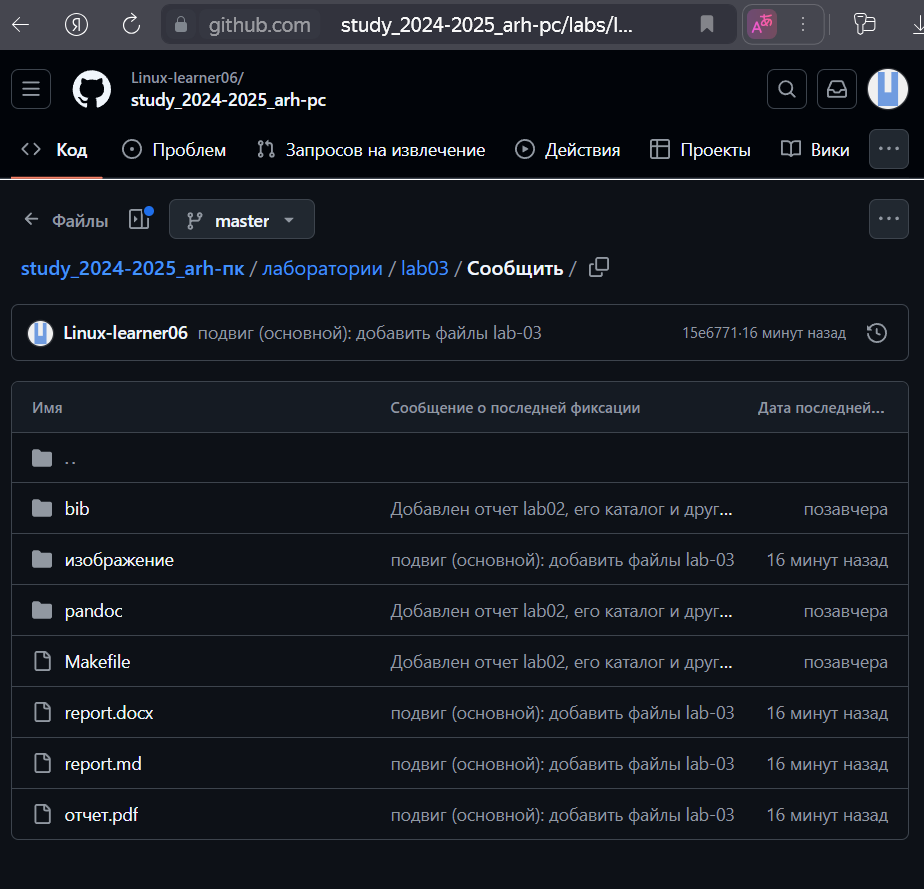 Я github.com study_2024-2025_arh-pc/labs/l... Aあ
Linux-learner06/
study_2024-2025_arh-pc
Код Проблем Запросов на извлечение Действия Проекты Вики
Файлы master
study_2024-2025_arh-пк / лаборатории / lab03 / Сообщить /
Linux-learner06 подвиг (основной): добавить файлы lab-03 15e6771·16 минут назад
Имя Сообщение о последней фиксации Дата последней...
..
bib Добавлен отчет lab02, его каталог и друг... позавчера
изображение подвиг (основной): добавить файлы lab-03 16 минут назад
pandoc Добавлен отчет lab02, его каталог и друг... позавчера
Makefile Добавлен отчет lab02, его каталог и друг... позавчера
report.docx подвиг (основной): добавить файлы lab-03 16 минут назад
report.md подвиг (основной): добавить файлы lab-03 16 минут назад
отчет.pdf подвиг (основной): добавить файлы lab-03 16 минут назад